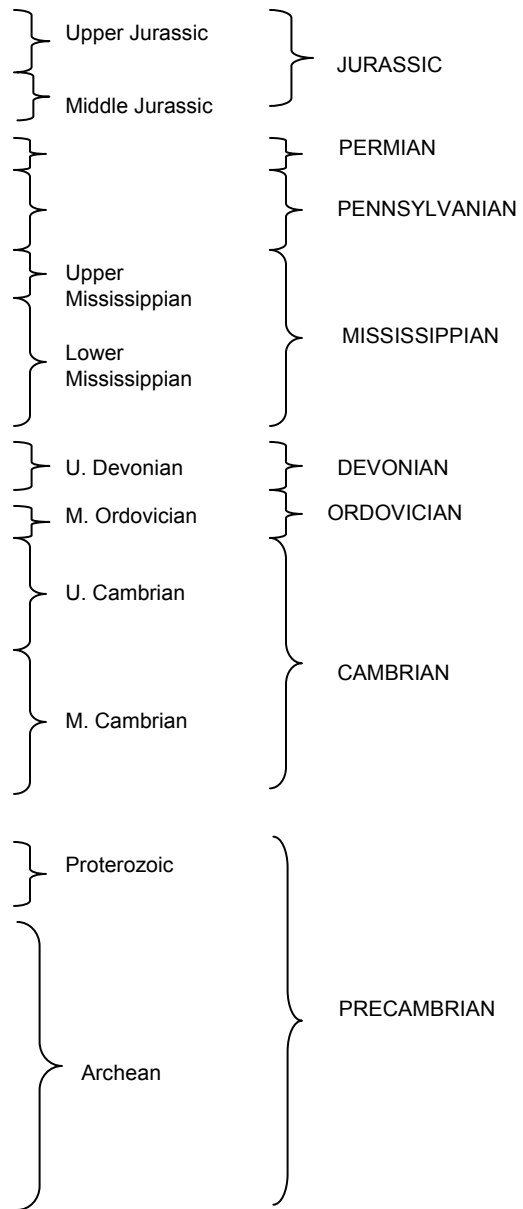 Upper Jurassic
JURASSIC
Middle Jurassic
PERMIAN
PENNSYLVANIAN
Upper
Mississippian
MISSISSIPPIAN
Lower
Mississippian
U. Devonian
DEVONIAN
M. Ordovician
ORDOVICIAN
U. Cambrian
CAMBRIAN
M. Cambrian
Proterozoic
PRECAMBRIAN
Archean